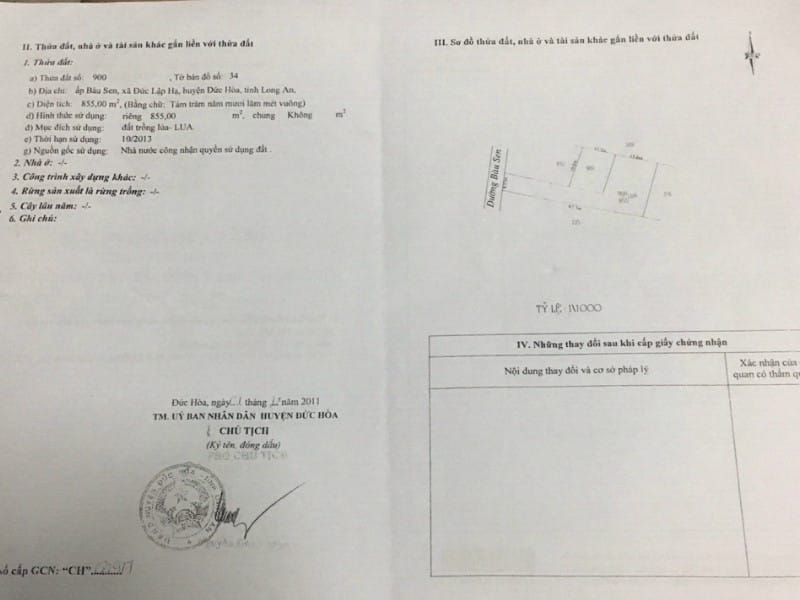 II. Thửa đất, nhà ở và tài sản khác gắn liền với thửa đất
1. Thửa đất:
a) Thửa đất số: 900 , Tờ bản đồ số: 34
b) Địa chỉ: ấp Bàu Sen, xã Đức Lập Hạ, huyện Đức Hòa, tỉnh Long An,
c) Diện tích: 855,00 m², (Bằng chữ: Tám trăm năm mươi lăm mét vuông)
d) Hình thức sử dụng: riêng 855,00 m², chung Không m²
đ) Mục đích sử dụng: đất trồng lúa- LUA
e) Thời hạn sử dụng: 10/2013
g) Nguồn gốc sử dụng: Nhà nước công nhận quyền sử dụng đất .
2. Nhà ở: -/-
3. Công trình xây dựng khác: -/-
4. Rừng sản xuất là rừng trồng: -/-
5. Cây lâu năm: -/-
6. Ghi chú:
Đức Hòa, ngày tháng năm 2011
TM. UỶ BAN NHÂN DÂN HUYỆN ĐỨC HÒA
CHỦ TỊCH
(Ký tên, đóng dấu)
PHÓ CHỦ TỊCH
số cấp GCN: "CH"
III. Sơ đồ thửa đất, nhà ở và tài sản khác gắn liền với thửa đất
Đường Bàu Sen
TỶ LỆ 1/1000
IV. Những thay đổi sau khi cấp giấy chứng nhận
Nội dung thay đổi và cơ sở pháp lý
Xác nhận của
quan có thẩm qu